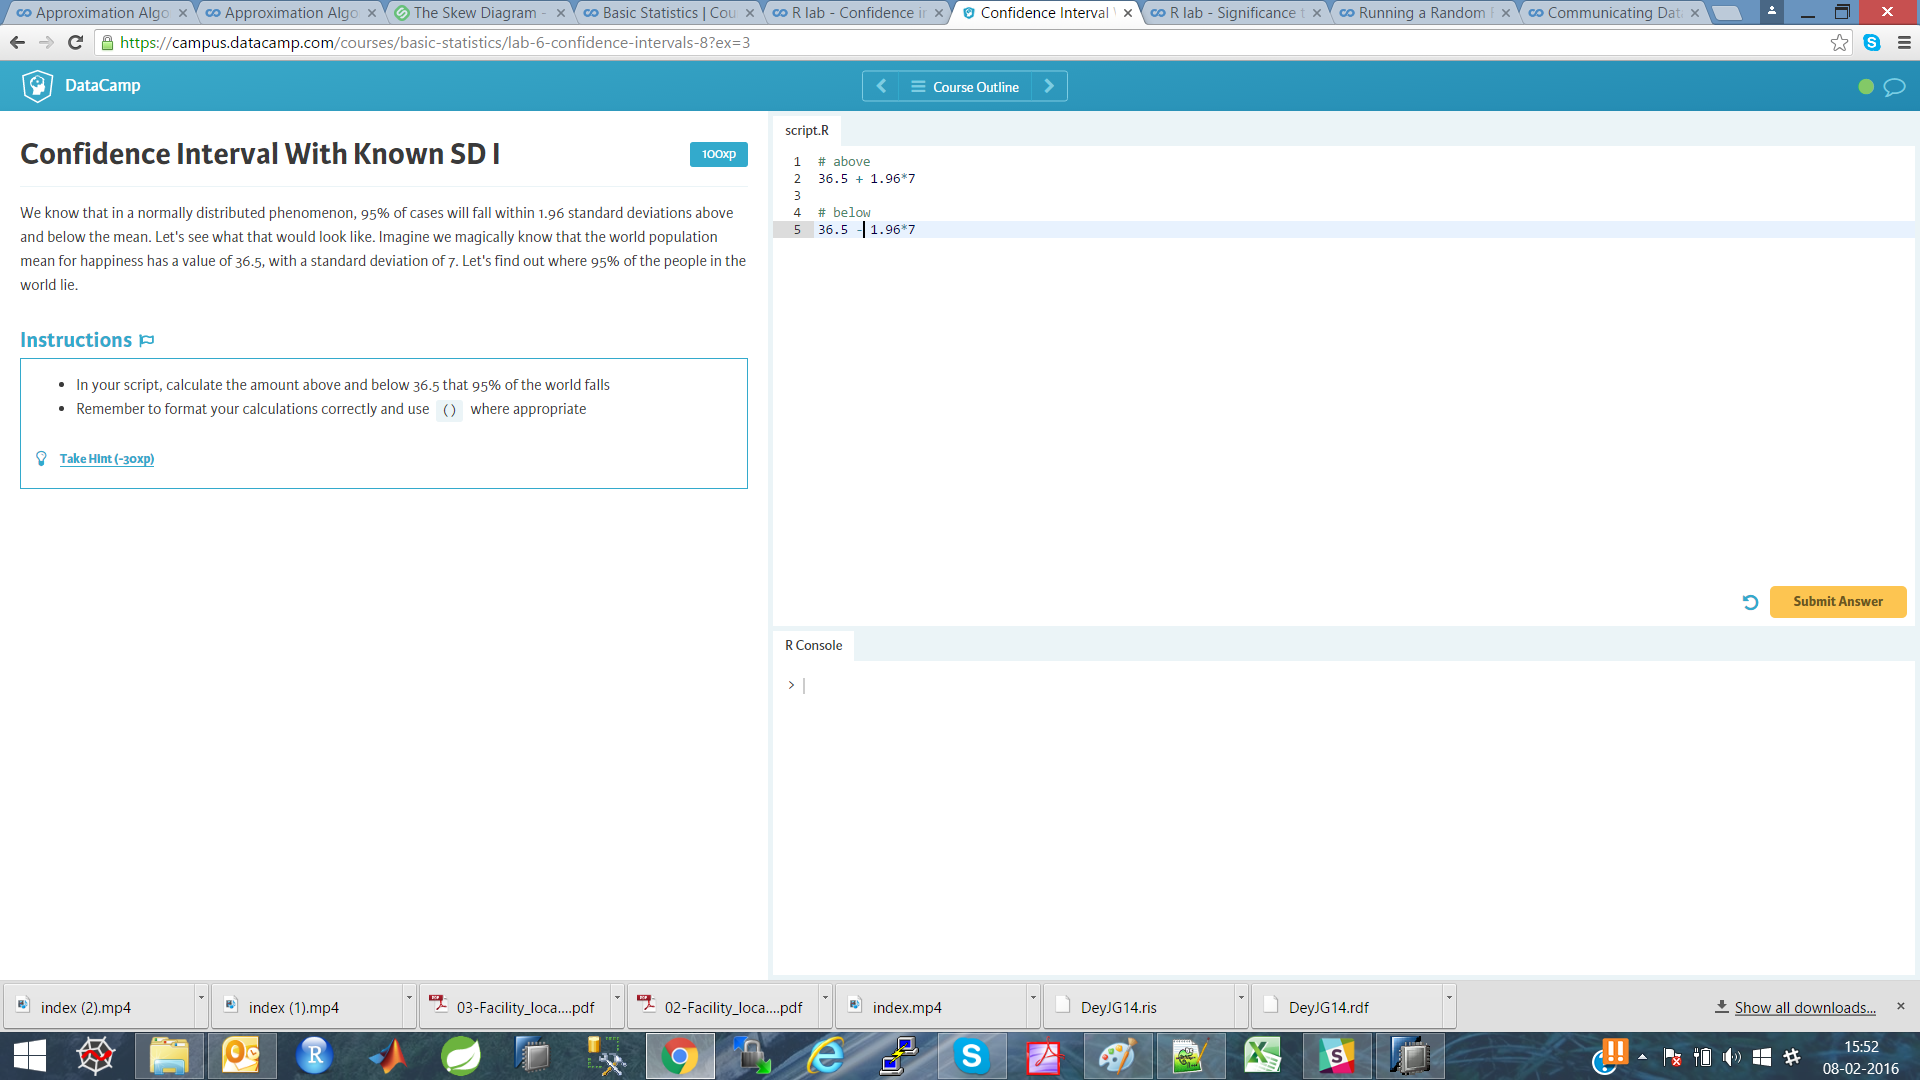 Approximation Algo
Approximation Algo
The Skew Diagram -
Basic Statistics | Cou
R lab - Confidence in
Confidence Interval
R lab - Significance t
Running a Random
Communicating Dat
https://campus.datacamp.com/courses/basic-statistics/lab-6-confidence-intervals-8?ex=3
DataCamp
Course Outline
Confidence Interval With Known SD I
100xp
We know that in a normally distributed phenomenon, 95% of cases will fall within 1.96 standard deviations above
and below the mean. Let's see what that would look like. Imagine we magically know that the world population
mean for happiness has a value of 36.5, with a standard deviation of 7. Let's find out where 95% of the people in the
world lie.
Instructions
• In your script, calculate the amount above and below 36.5 that 95% of the world falls
• Remember to format your calculations correctly and use () where appropriate
Take Hint (-30xp)
script.R
1 # above
2 36.5 + 1.96*7
3
4 # below
5 36.5 - 1.96*7
Submit Answer
R Console
>
index (2).mp4
index (1).mp4
03-Facility_loca....pdf
02-Facility_loca....pdf
index.mp4
DeyJG14.ris
DeyJG14.rdf
Show all downloads...
15:52
08-02-2016